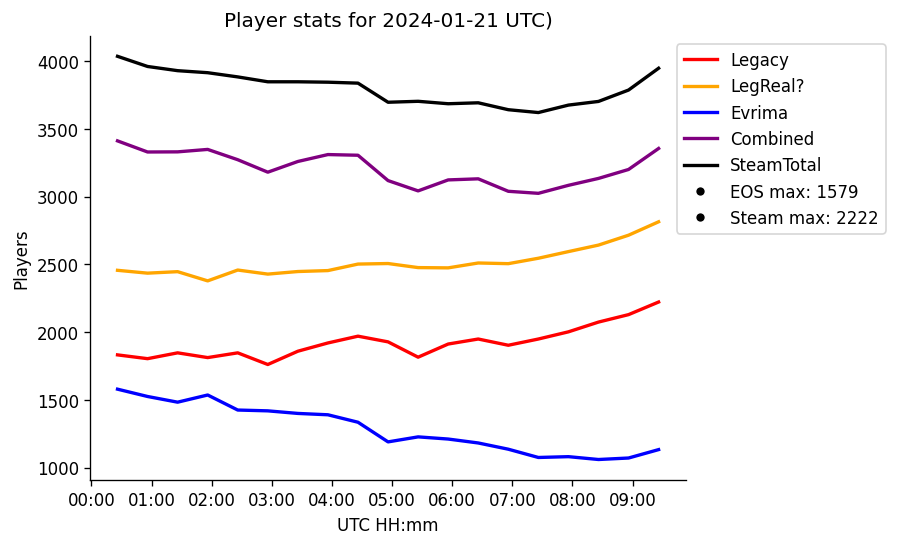 Player stats for 2024-01-21 UTC)
Legacy
LegReal?
Evrima
Combined
SteamTotal
EOS max: 1579
Steam max: 2222
Players
4000
3500
3000
2500
2000
1500
1000
00:00 01:00 02:00 03:00 04:00 05:00 06:00 07:00 08:00 09:00
UTC HH:mm